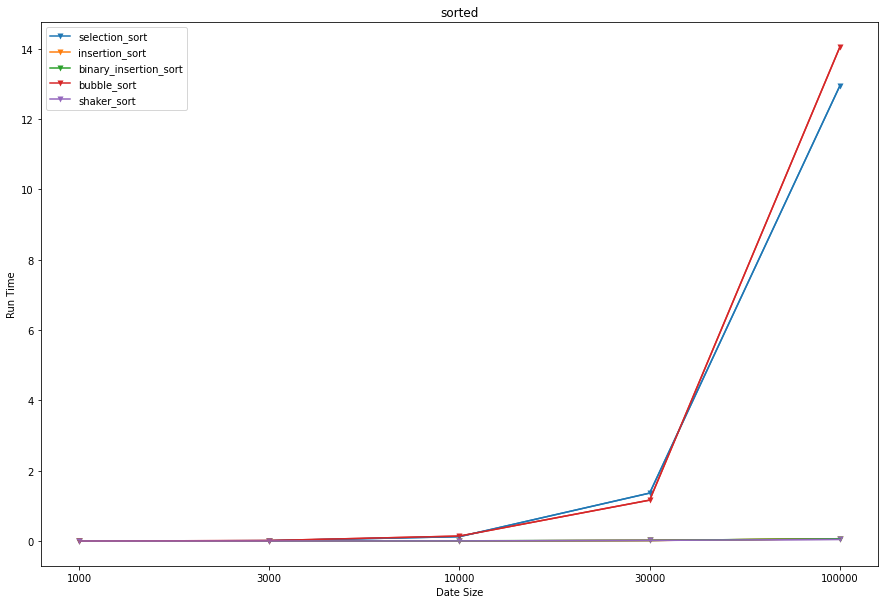 sorted
selection_sort
insertion_sort
binary_insertion_sort
bubble_sort
shaker_sort
14
12
10
8
6
4
2
0
Run Time
1000 3000 10000 30000 100000
Date Size